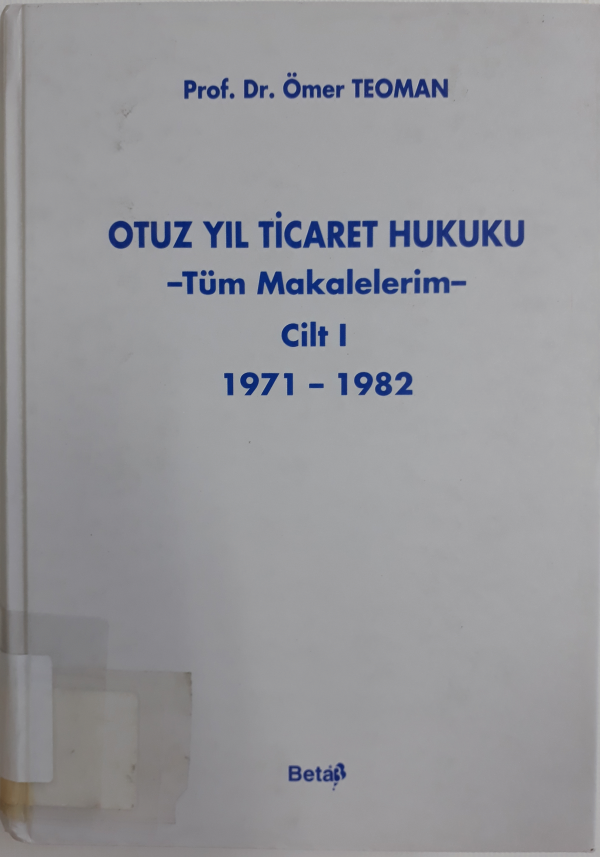 Prof. Dr. Ömer TEOMAN
OTUZ YIL TİCARET HUKUKU
–Tüm Makalelerim–
Cilt I
1971 – 1982
Beta